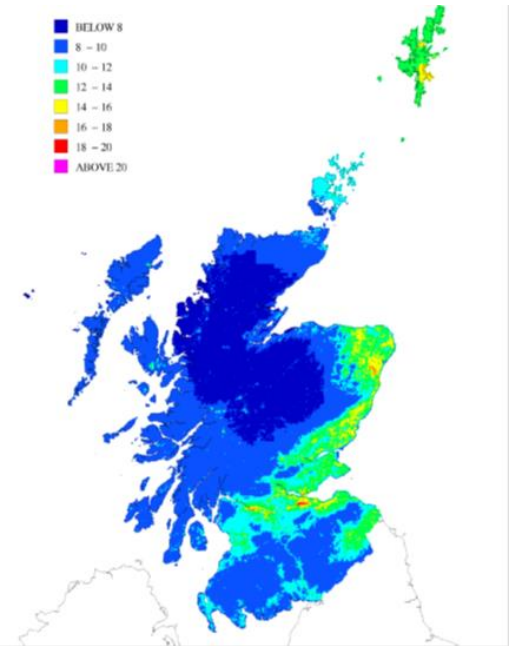 BELOW 8
8 – 10
10 – 12
12 – 14
14 – 16
16 – 18
18 – 20
ABOVE 20